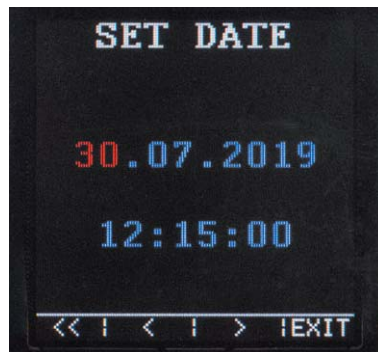 SET DATE
30.07.2019
12:15:00
<< ¦ < ¦ > ¦EXIT